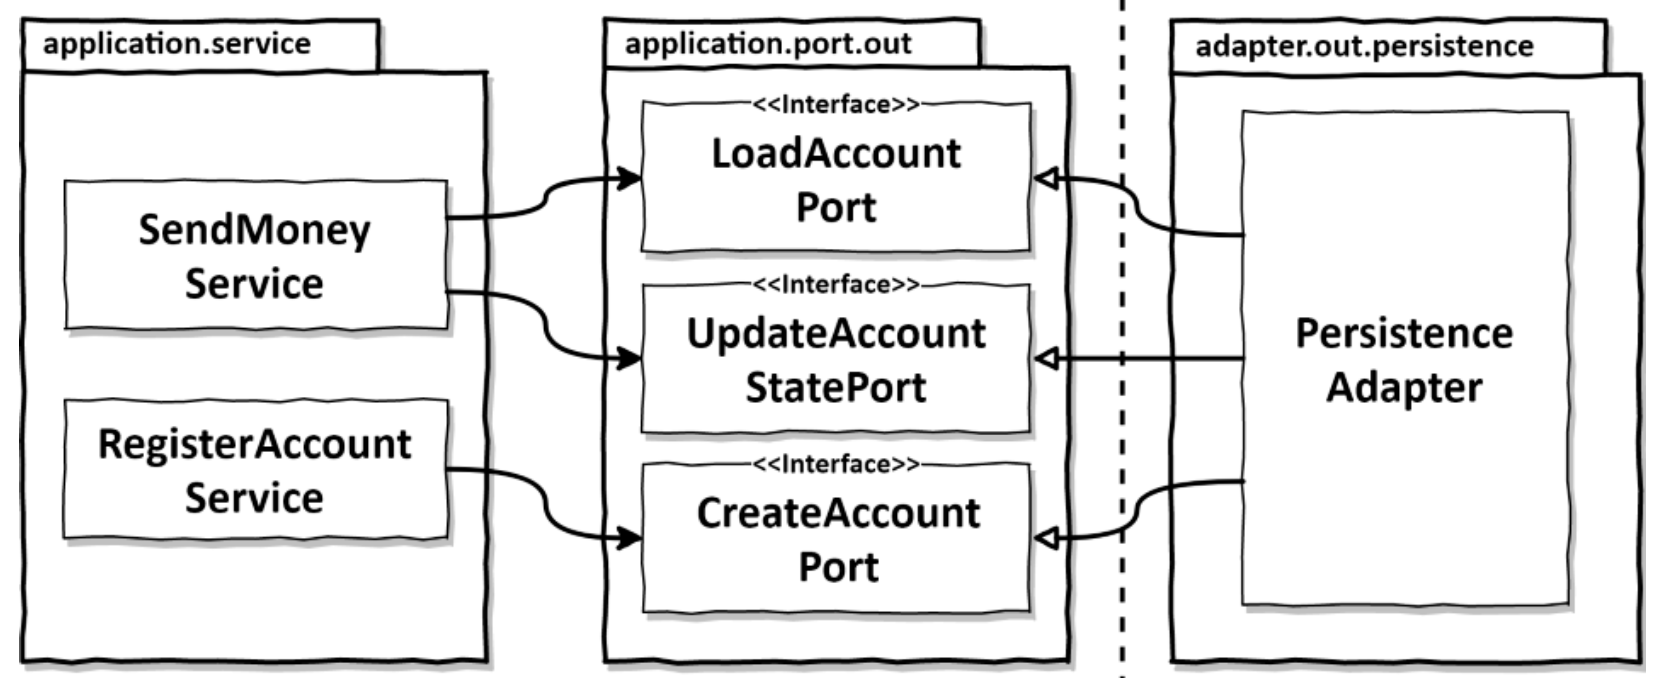 application.service
SendMoney
Service
RegisterAccount
Service
application.port.out
<<Interface>>
LoadAccount
Port
<<Interface>>
UpdateAccount
StatePort
<<Interface>>
CreateAccount
Port
adapter.out.persistence
Persistence
Adapter